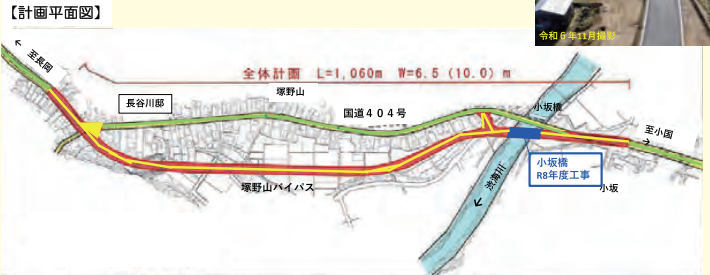 【計画平面図】
令和6年11月撮影
至長岡
全体計画 L=1,060m W=6.5 (10.0) m
長谷川邸
塚野山
国道404号
小坂橋
至小国
塚野山バイパス
渋海川
小坂橋
R8年度工事
小坂